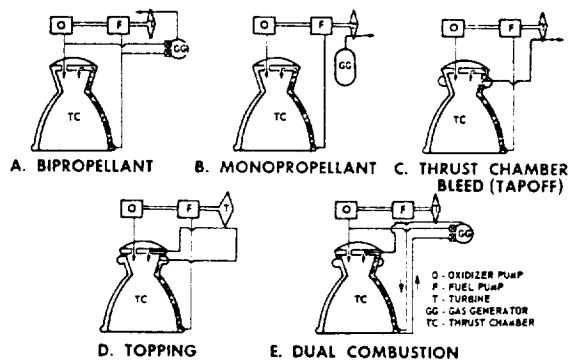 O F T
GG
TC
A. BIPROPELLANT
O F T
GG
TC
B. MONOPROPELLANT
O F T
TC
C. THRUST CHAMBER
BLEED (TAPOFF)
O F T
TC
D. TOPPING
O F T
GG
TC
E. DUAL COMBUSTION
O - OXIDIZER PUMP
F - FUEL PUMP
T - TURBINE
GG - GAS GENERATOR
TC - THRUST CHAMBER